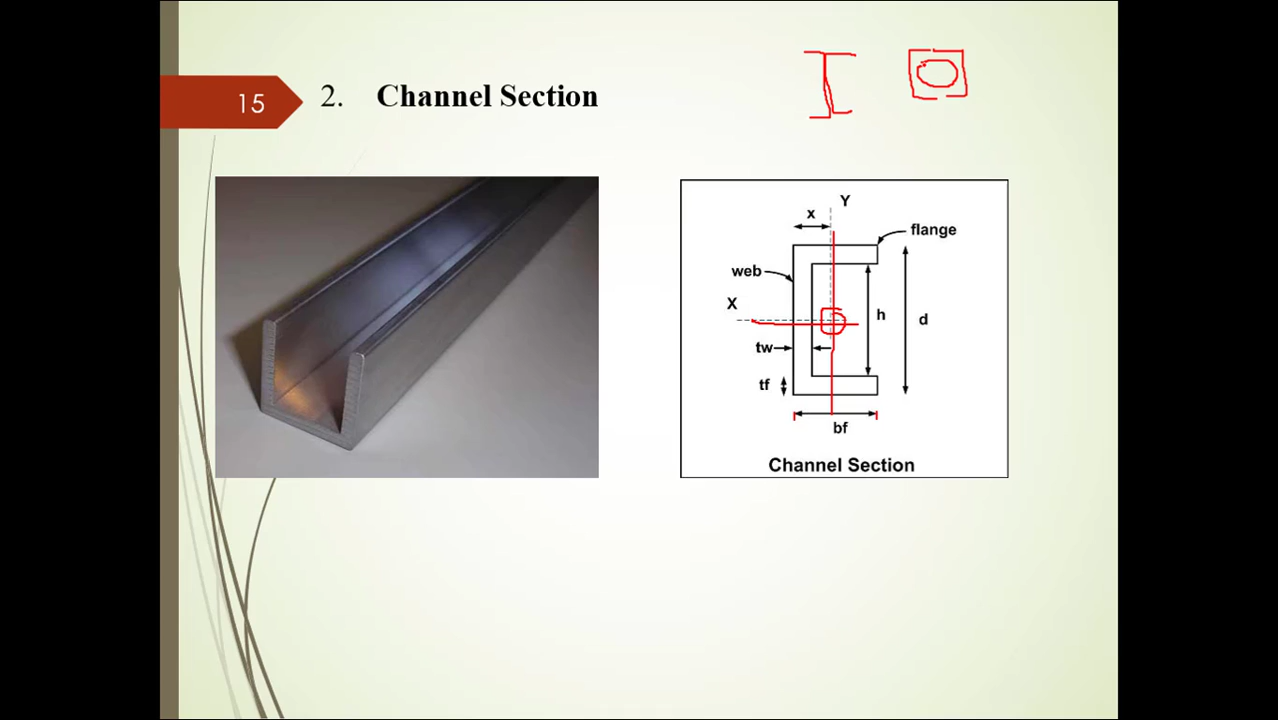 15
2. Channel Section
Y
x
flange
web
X
h
d
tw
tf
bf
Channel Section